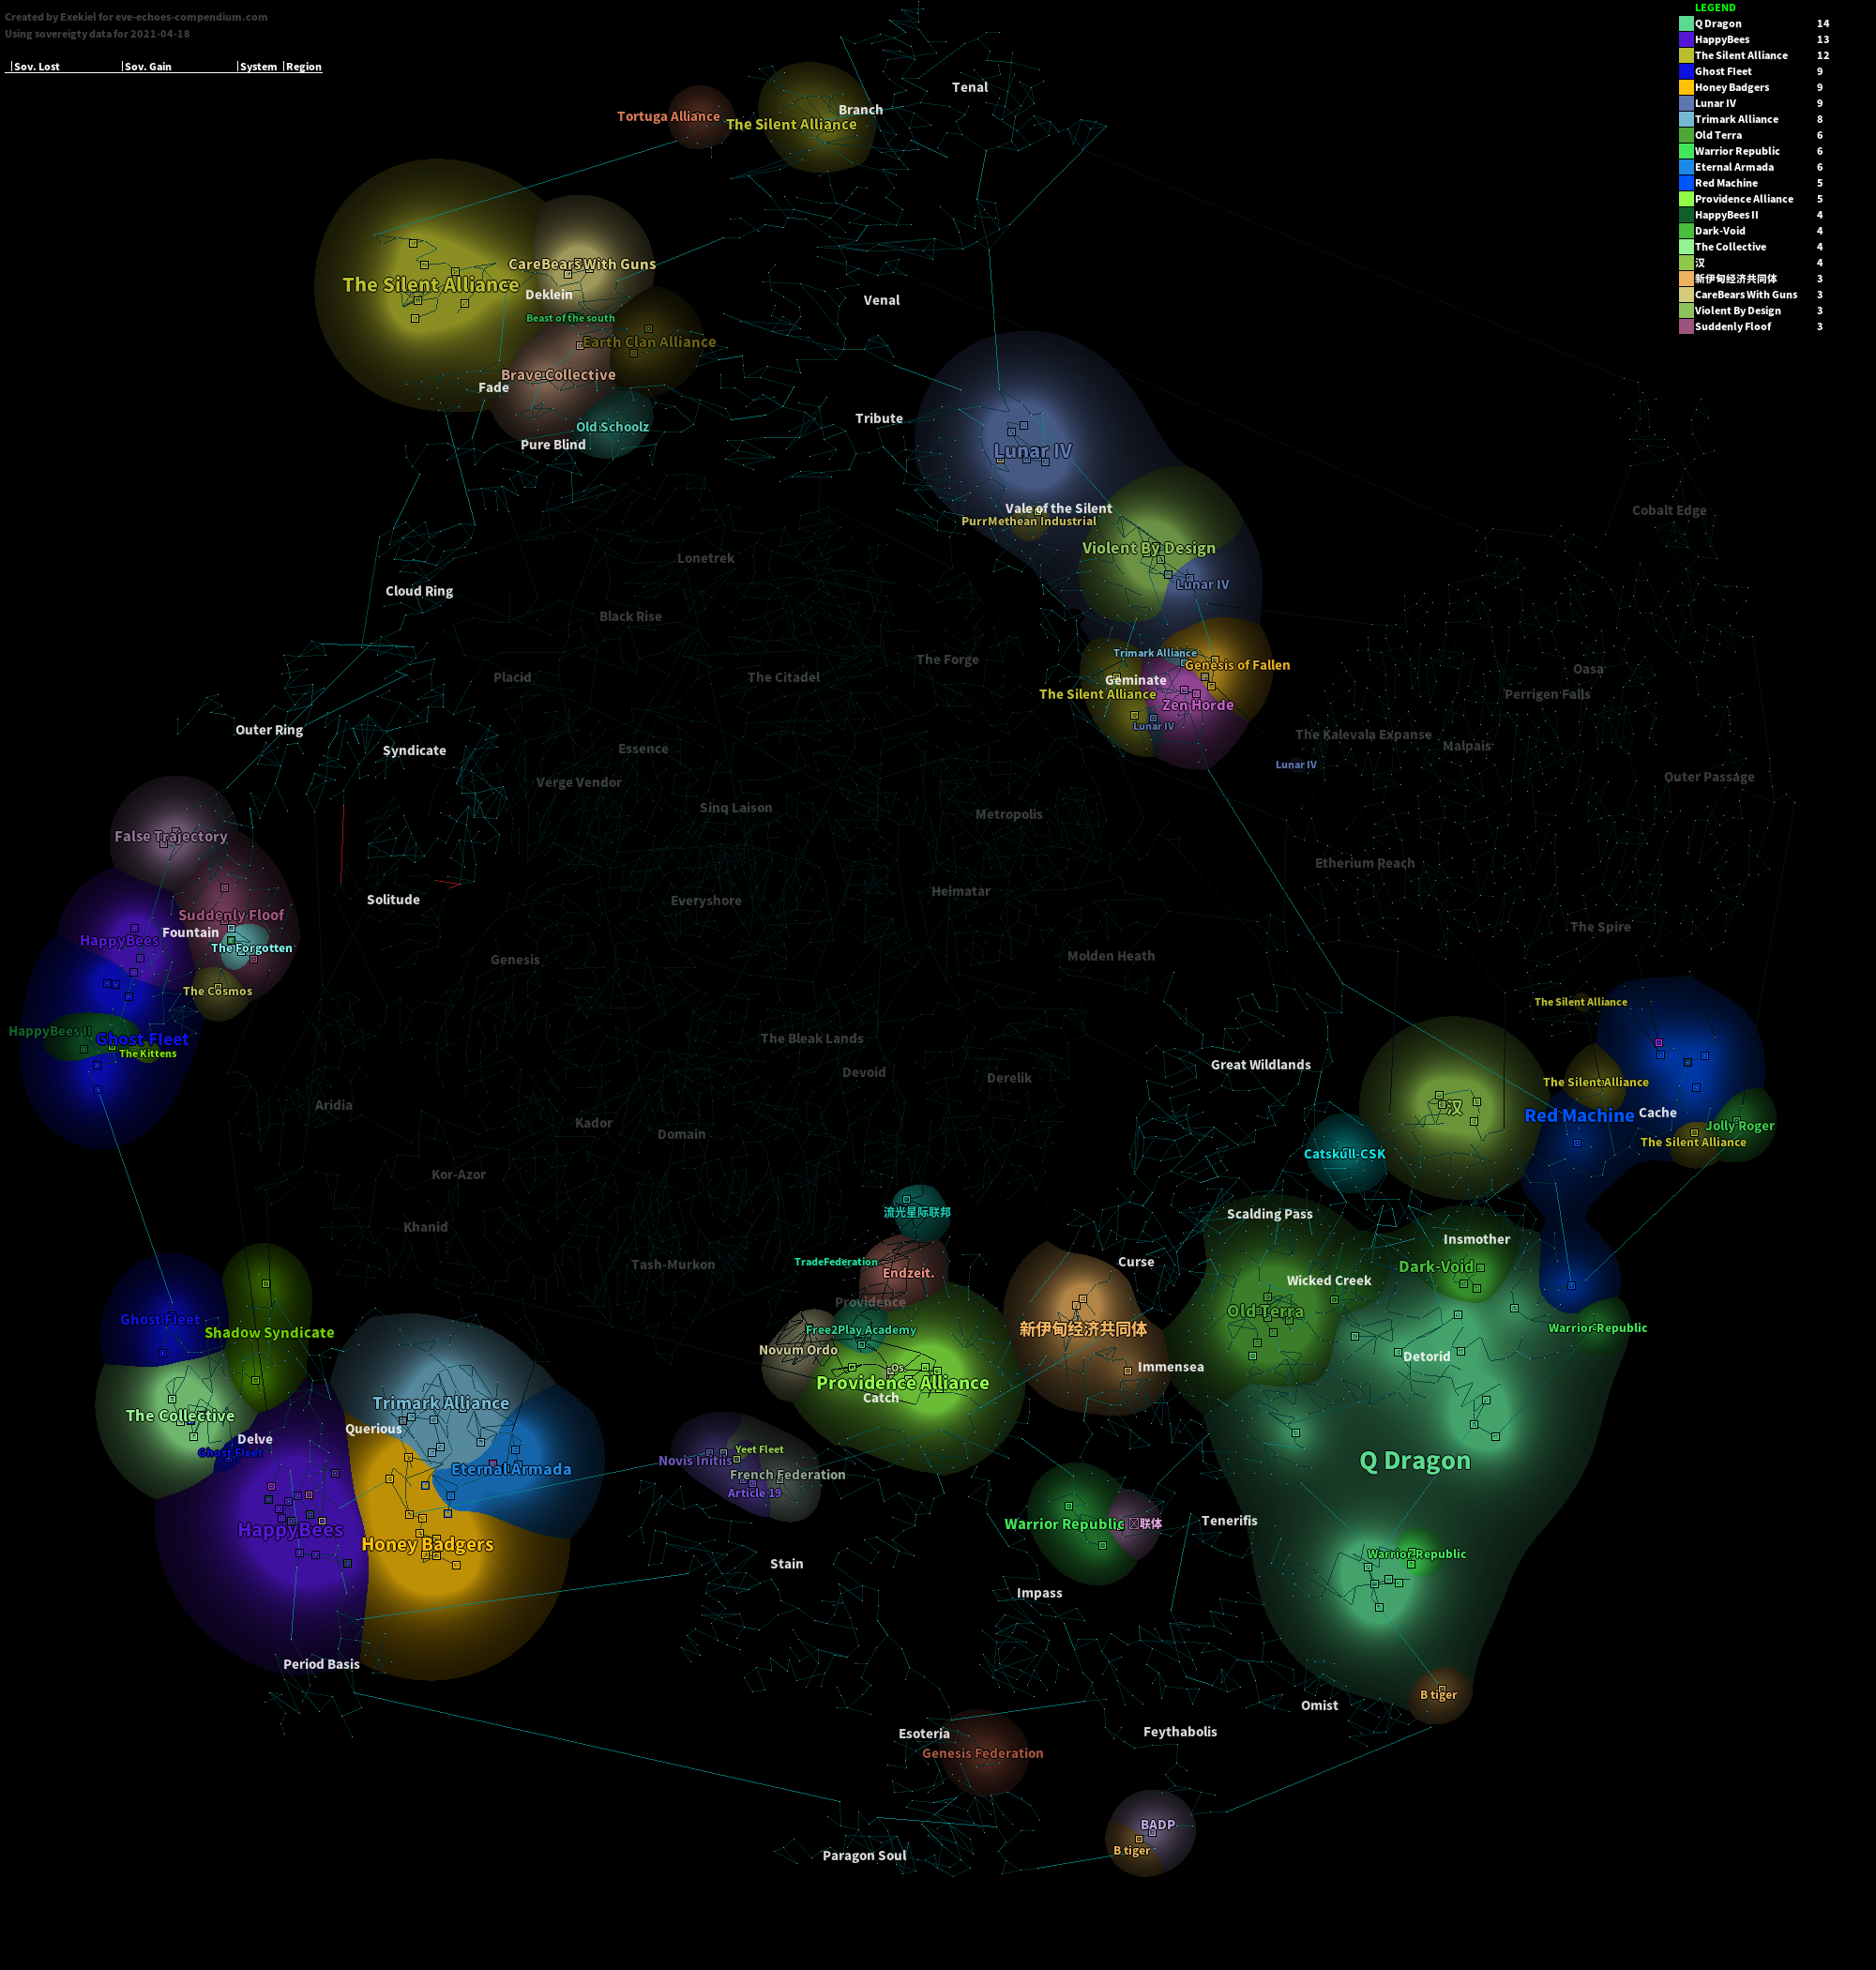 Created by Exekiel for eve-echoes-compendium.com
Using sovereigty data for 2021-04-18
Sov. Lost Sov. Gain System Region
LEGEND
Q Dragon 14
HappyBees 13
The Silent Alliance 12
Ghost Fleet 9
Honey Badgers 9
Lunar IV 9
Trimark Alliance 8
Old Terra 6
Warrior Republic 6
Eternal Armada 6
Red Machine 5
Providence Alliance 5
HappyBees II 4
Dark-Void 4
The Collective 4
汉 4
新伊甸经济共同体 3
CareBears With Guns 3
Violent By Design 3
Suddenly Floof 3
Tenal
Branch
Tortuga Alliance
The Silent Alliance
CareBears With Guns
The Silent Alliance
Deklein
Venal
Beast of the south
Earth Clan Alliance
Brave Collective
Fade
Tribute
Old Schoolz
Pure Blind
Lunar IV
Vale of the Silent
Cobalt Edge
PurrMethean Industrial
Violent By Design
Lonetrek
Lunar IV
Cloud Ring
Black Rise
Trimark Alliance
The Forge
Genesis of Fallen
Oasa
Placid
The Citadel
Geminate
The Silent Alliance
Perrigen Falls
Zen Horde
Lunar IV
Outer Ring
The Kalevala Expanse
Syndicate
Essence
Malpais
Lunar IV
Outer Passage
Verge Vendor
Sinq Laison
Metropolis
False Trajectory
Etherium Reach
Heimatar
Solitude
Everyshore
Suddenly Floof
The Spire
Fountain
HappyBees
The Forgotten
Molden Heath
Genesis
The Cosmos
The Silent Alliance
HappyBees II
Ghost Fleet
The Bleak Lands
The Kittens
Great Wildlands
Devoid
Derelik
The Silent Alliance
Aridia
汉
Red Machine
Cache
Kador
Jolly Roger
Domain
The Silent Alliance
Catskull-CSK
Kor-Azor
流光星际联邦
Scalding Pass
Khanid
Insmother
TradeFederation
Curse
Tash-Murkon
Dark-Void
Endzeit.
Wicked Creek
Providence
Old Terra
Ghost Fleet
Shadow Syndicate
Free2Play Academy
新伊甸经济共同体
Warrior Republic
Novum Ordo
Detorid
Os
Immensea
Providence Alliance
Catch
Trimark Alliance
The Collective
Querious
Delve
Yeet Fleet
Ghost Fleet
Novis Initiis
Q Dragon
Eternal Armada
French Federation
Article 19
Warrior Republic
联体
Tenerifis
HappyBees
Honey Badgers
Warrior Republic
Stain
Impass
Period Basis
B tiger
Omist
Esoteria
Feythabolis
Genesis Federation
BADP
B tiger
Paragon Soul